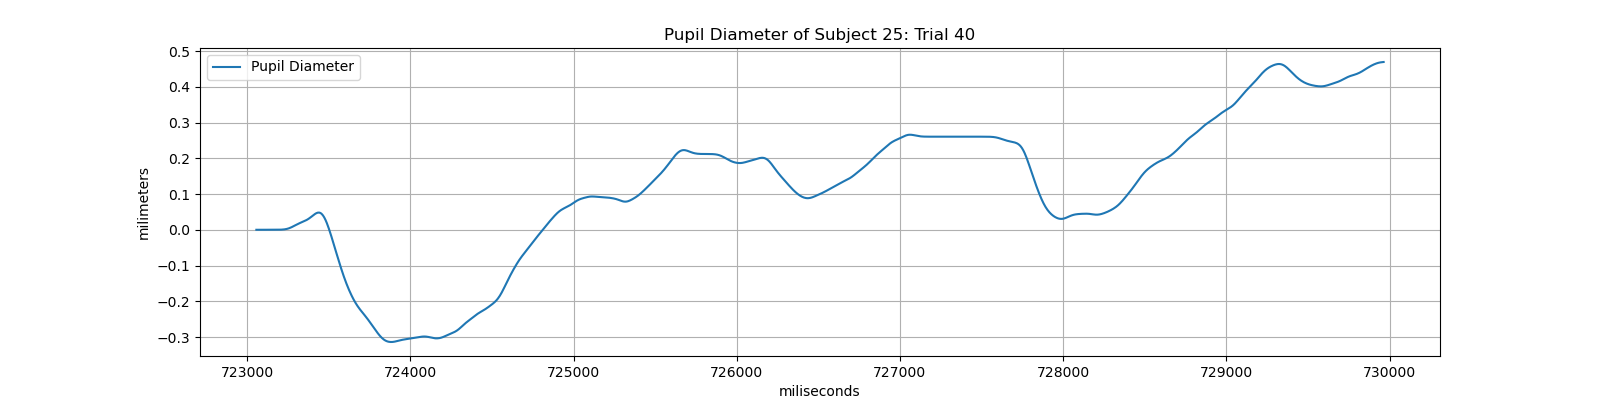 Pupil Diameter of Subject 25: Trial 40
Pupil Diameter
milimeters
0.5
0.4
0.3
0.2
0.1
0.0
−0.1
−0.2
−0.3
723000 724000 725000 726000 727000 728000 729000 730000
miliseconds